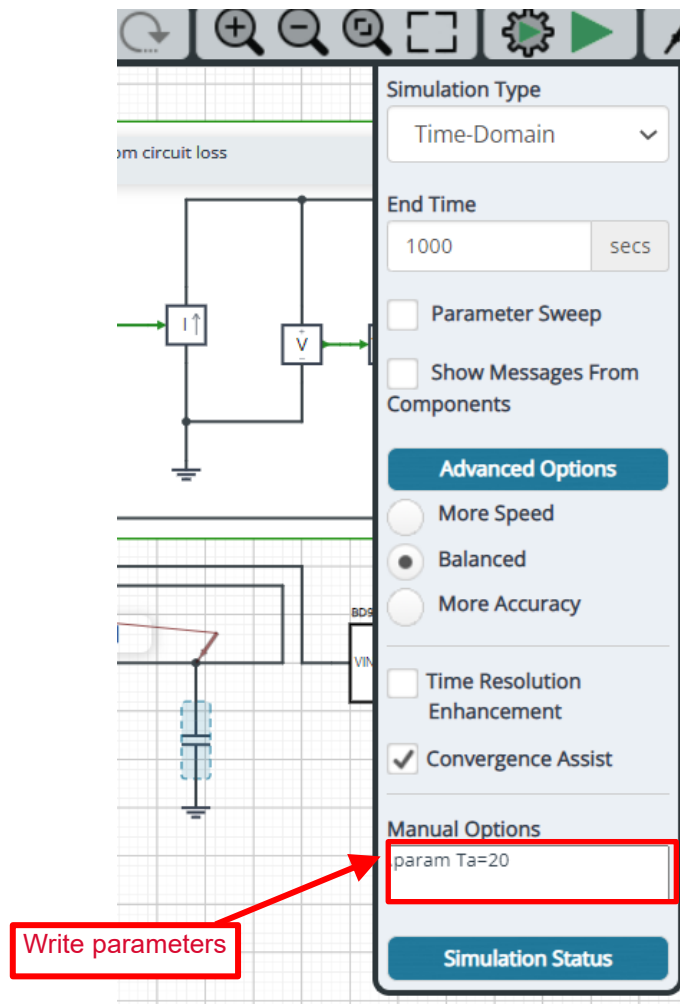 Simulation Type
Time-Domain
om circuit loss
End Time
1000 secs
I↑
V
Parameter Sweep
Show Messages From
Components
Advanced Options
More Speed
Balanced
More Accuracy
BD9
VIN
Time Resolution
Enhancement
Convergence Assist
Manual Options
.param Ta=20
Write parameters
Simulation Status